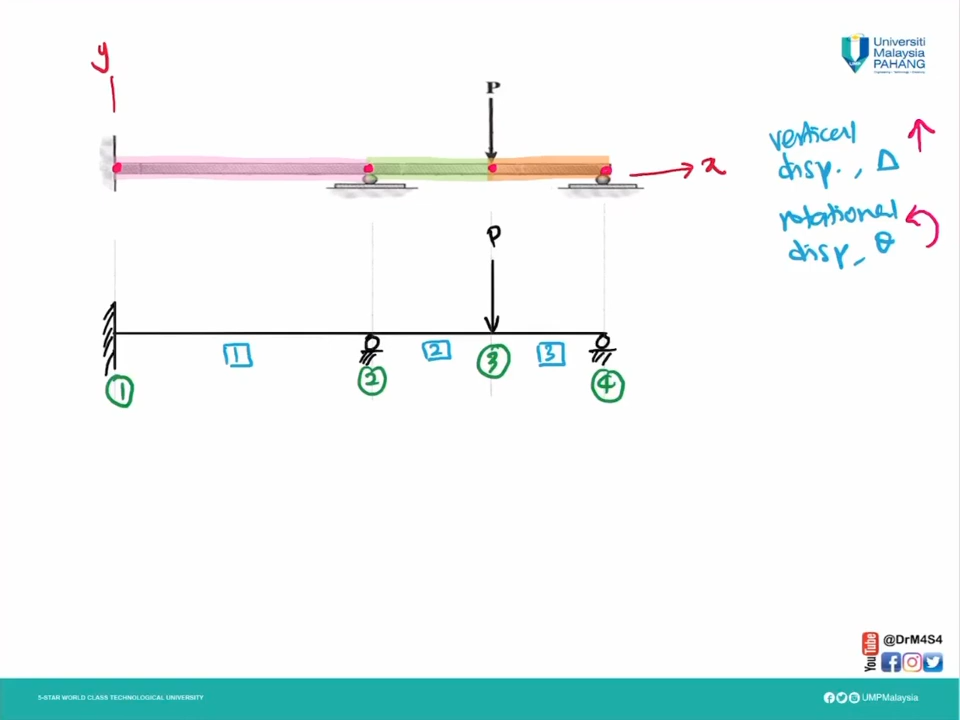 Universiti
Malaysia
PAHANG
y
P
x
vertical
disp., Δ
rotational
disp, θ
P
1
2
3
1
2
3
4
YouTube
@DrM4S4
5-STAR WORLD CLASS TECHNOLOGICAL UNIVERSITY
UMPMalaysia